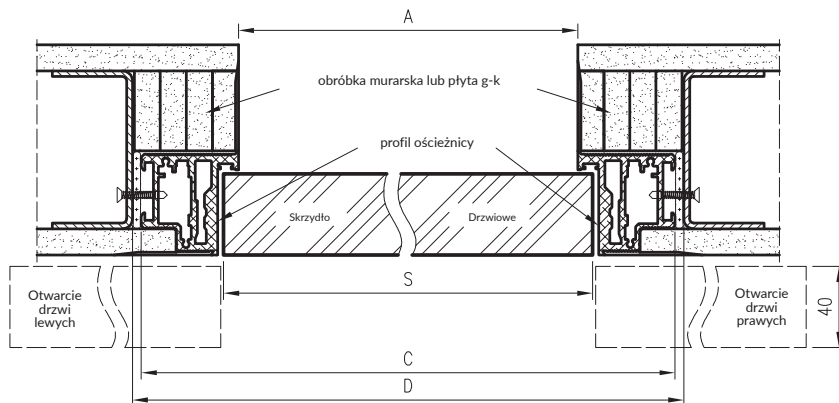 A
obróbka murarska lub płyta g-k
profil ościeżnicy
Skrzydło
Drzwiowe
S
Otwarcie
drzwi
lewych
Otwarcie
drzwi
prawych
40
C
D